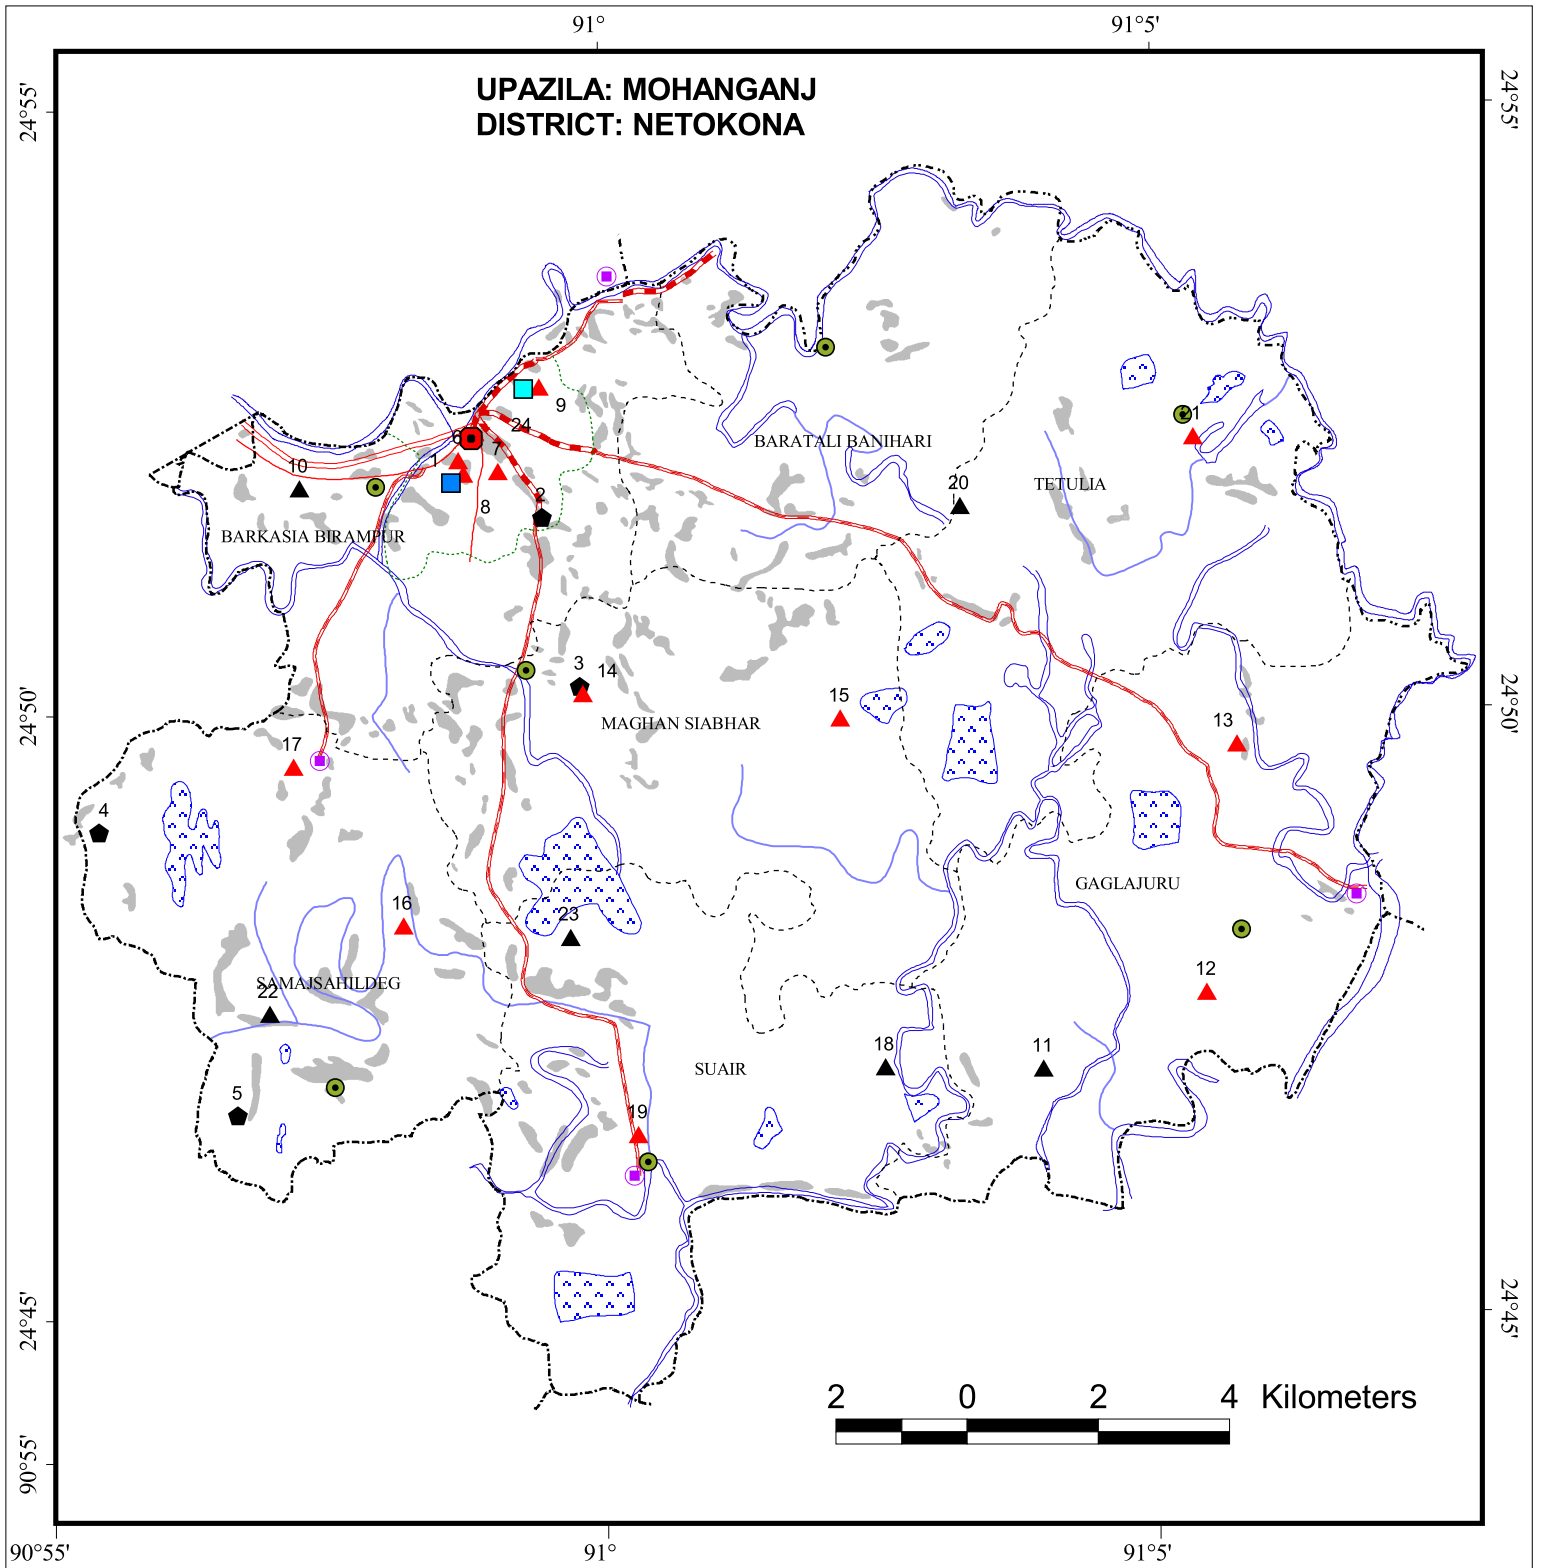 91° 91°5'
24°55' 24°55'
UPAZILA: MOHANGANJ
DISTRICT: NETOKONA
9
21
6 24
BARATALI BANIHARI
7
1
10
20 TETULIA
2
8
BARKASIA BIRAMPUR
3 14
15
24°50' 24°50'
MAGHAN SIABHAR
13
17
4
GAGLAJURU
16
23
12
SAMAJSAHILDEG
22
18 11
SUAIR
5
19
24°45' 24°45'
2 0 2 4 Kilometers
90°55'
90°55' 91° 91°5'